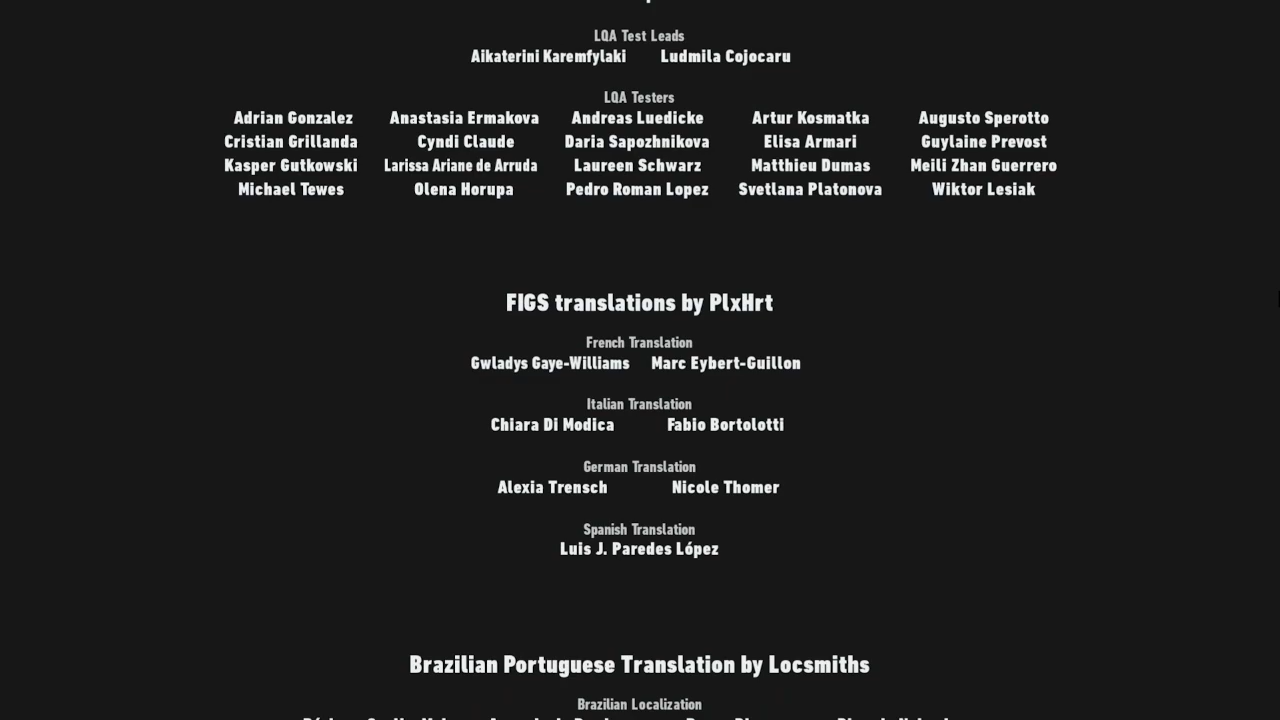 LQA Test Leads
Aikaterini Karemfylaki Ludmila Cojocaru
LQA Testers
Adrian Gonzalez Anastasia Ermakova Andreas Luedicke Artur Kosmatka Augusto Sperotto
Cristian Grillanda Cyndi Claude Daria Sapozhnikova Elisa Armari Guylaine Prevost
Kasper Gutkowski Larissa Ariane de Arruda Laureen Schwarz Matthieu Dumas Meili Zhan Guerrero
Michael Tewes Olena Horupa Pedro Roman Lopez Svetlana Platonova Wiktor Lesiak
FIGS translations by PlxHrt
French Translation
Gwladys Gaye-Williams Marc Eybert-Guillon
Italian Translation
Chiara Di Modica Fabio Bortolotti
German Translation
Alexia Trensch Nicole Thomer
Spanish Translation
Luis J. Paredes López
Brazilian Portuguese Translation by Locsmiths
Brazilian Localization